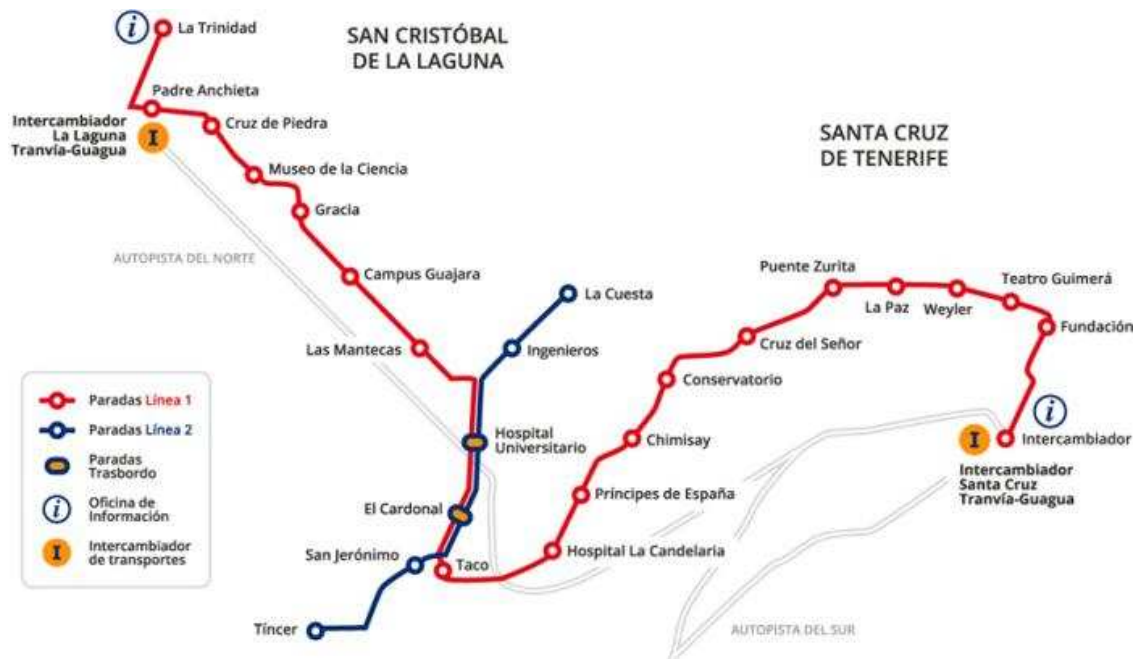 La Trinidad
SAN CRISTÓBAL
DE LA LAGUNA
Padre Anchieta
Intercambiador
La Laguna
Tranvía-Guagua
I
Cruz de Piedra
SANTA CRUZ
DE TENERIFE
Museo de la Ciencia
Gracia
AUTOPISTA DEL NORTE
Campus Guajara
La Cuesta
Puente Zurita
La Paz
Weyler
Teatro Guimerá
Fundación
Las Mantecas
Ingenieros
Cruz del Señor
Conservatorio
Paradas Línea 1
Paradas Línea 2
Paradas
Trasbordo
i
Oficina de
Información
I
Intercambiador
de transportes
Hospital
Universitario
Chimisay
i
Intercambiador
I
Intercambiador
Santa Cruz
Tranvía-Guagua
El Cardonal
Príncipes de España
San Jerónimo
Taco
Hospital La Candelaria
Tíncer
AUTOPISTA DEL SUR
i